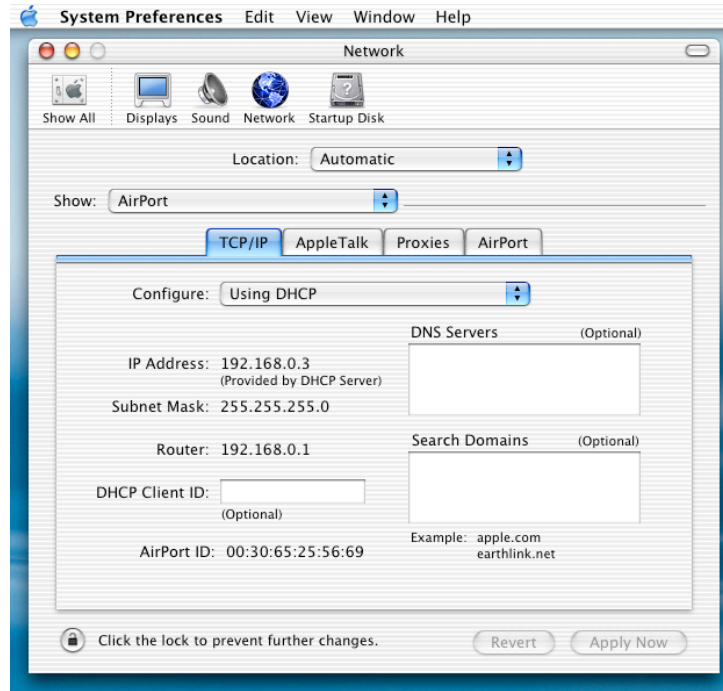 System Preferences Edit View Window Help
Network
Show All Displays Sound Network Startup Disk
Location: Automatic
Show: AirPort
TCP/IP AppleTalk Proxies AirPort
Configure: Using DHCP
DNS Servers (Optional)
IP Address: 192.168.0.3
(Provided by DHCP Server)
Subnet Mask: 255.255.255.0
Router: 192.168.0.1
Search Domains (Optional)
DHCP Client ID:
(Optional)
Example: apple.com
earthlink.net
AirPort ID: 00:30:65:25:56:69
Click the lock to prevent further changes.
Revert Apply Now